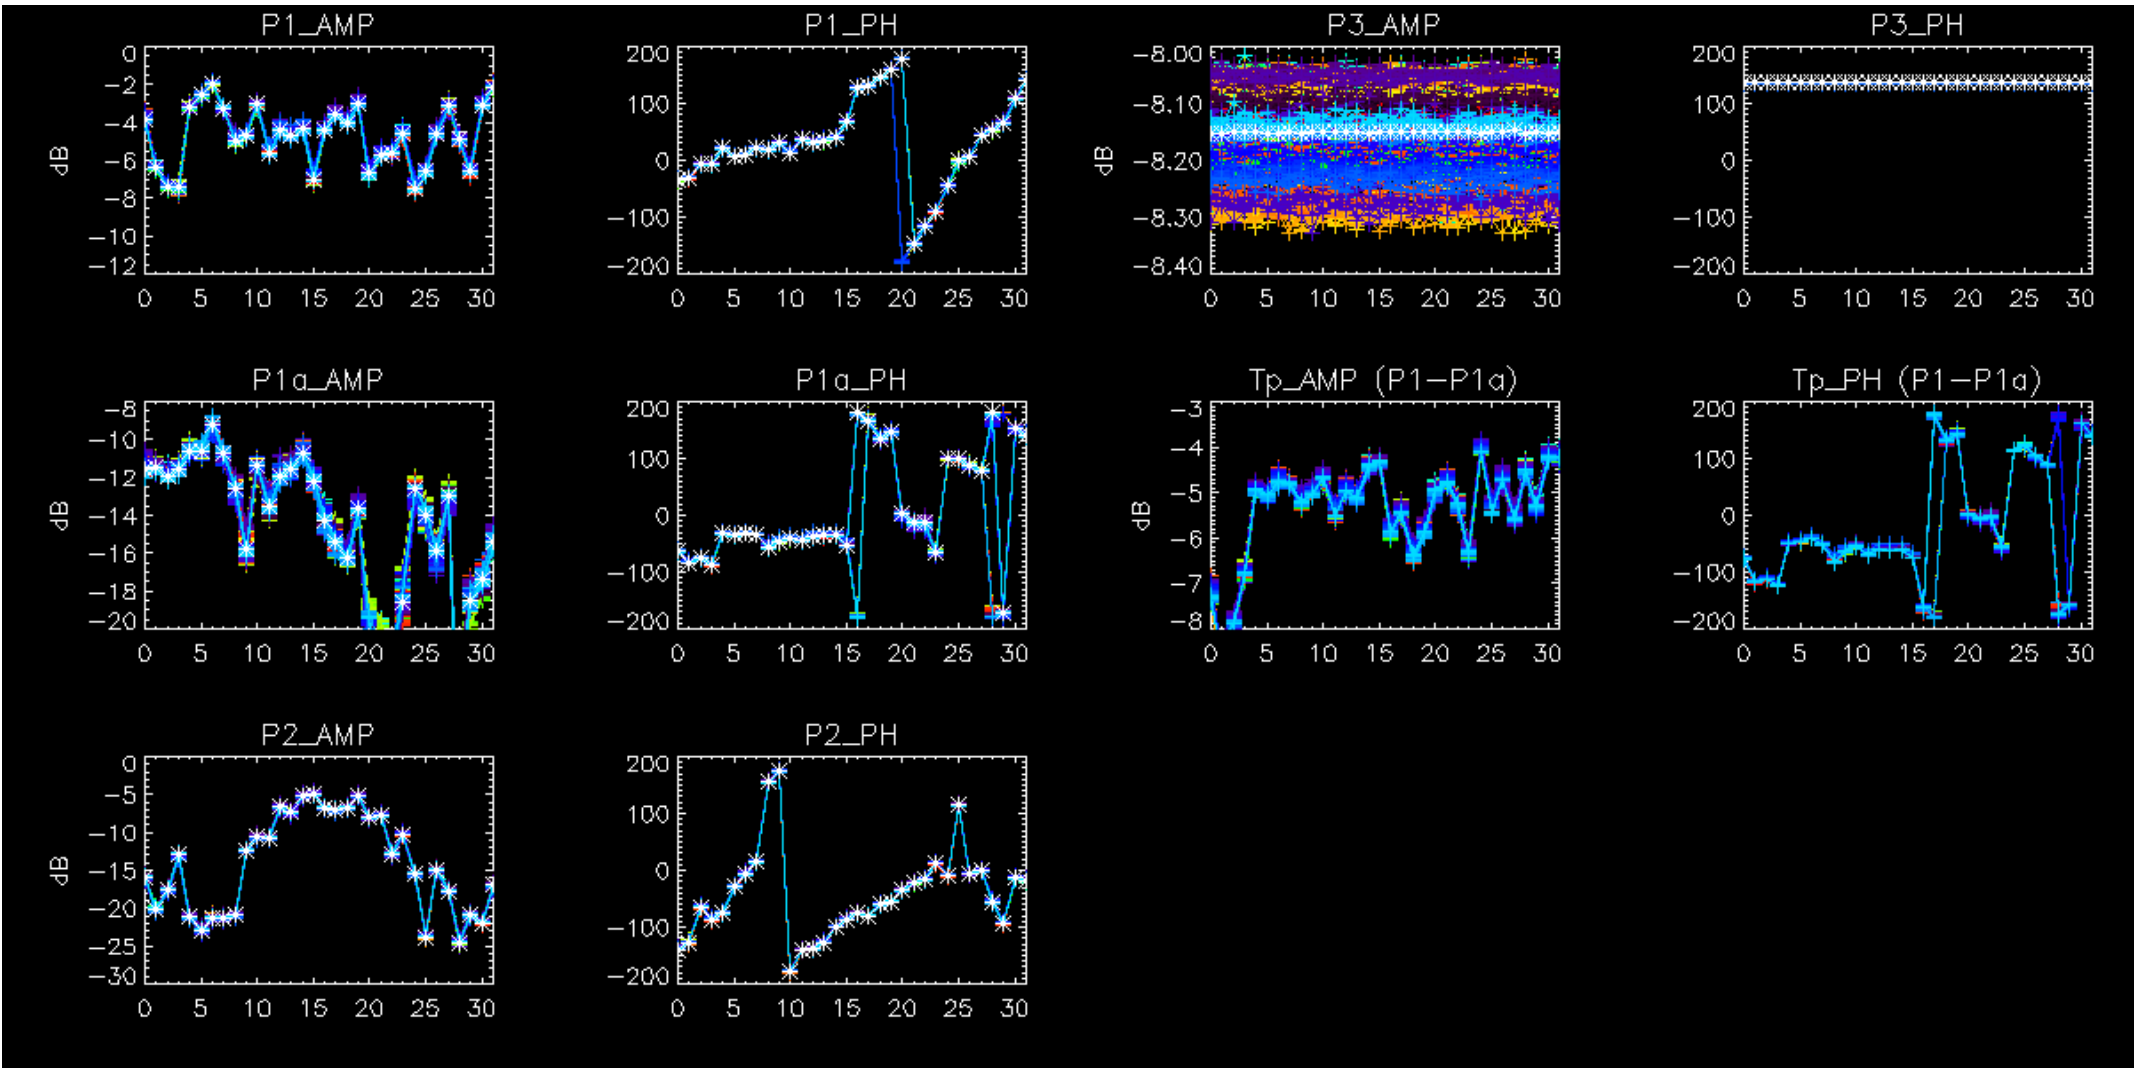 P1_AMP
0
−2
−4
−6
−8
−10
−12
dB
0 5 10 15 20 25 30
P1_PH
200
100
0
−100
−200
0 5 10 15 20 25 30
P3_AMP
−8.00
−8.10
−8.20
−8.30
−8.40
dB
0 5 10 15 20 25 30
P3_PH
200
100
0
−100
−200
0 5 10 15 20 25 30
P1a_AMP
−8
−10
−12
−14
−16
−18
−20
dB
0 5 10 15 20 25 30
P1a_PH
200
100
0
−100
−200
0 5 10 15 20 25 30
Tp_AMP (P1−P1a)
−3
−4
−5
−6
−7
−8
dB
0 5 10 15 20 25 30
Tp_PH (P1−P1a)
200
100
0
−100
−200
0 5 10 15 20 25 30
P2_AMP
0
−5
−10
−15
−20
−25
−30
dB
0 5 10 15 20 25 30
P2_PH
200
100
0
−100
−200
0 5 10 15 20 25 30